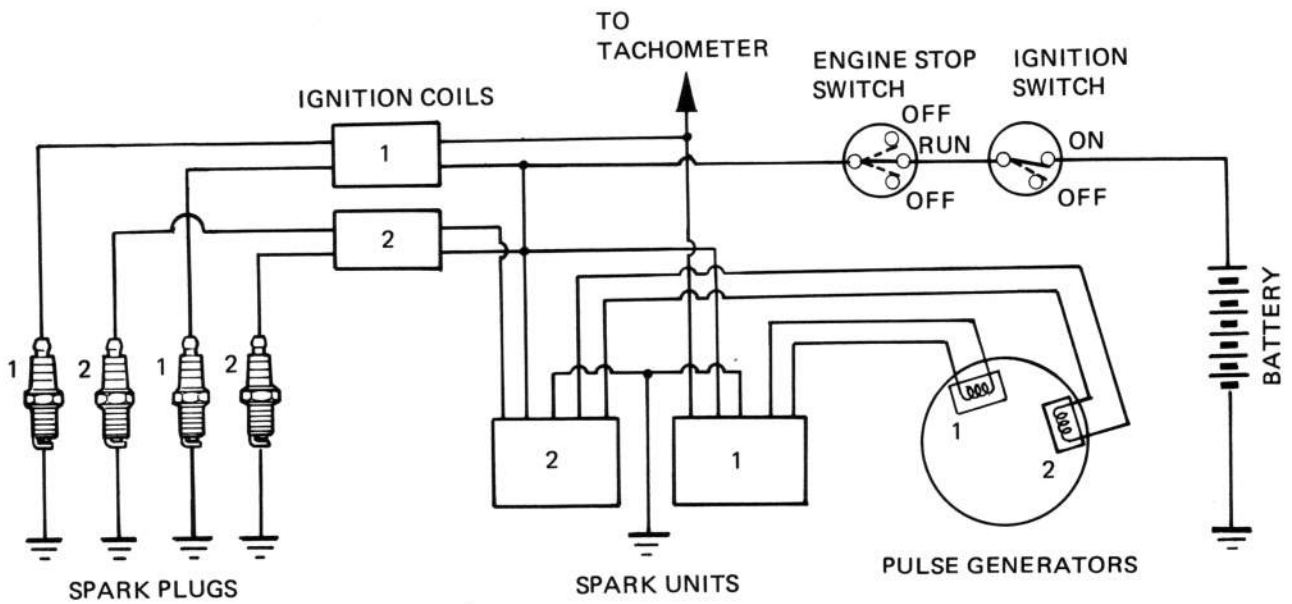 TO
TACHOMETER
ENGINE STOP
SWITCH
IGNITION
SWITCH
IGNITION COILS
OFF
RUN
OFF
ON
OFF
1
2
1
2
1
2
2
1
1
2
BATTERY
SPARK PLUGS
SPARK UNITS
PULSE GENERATORS